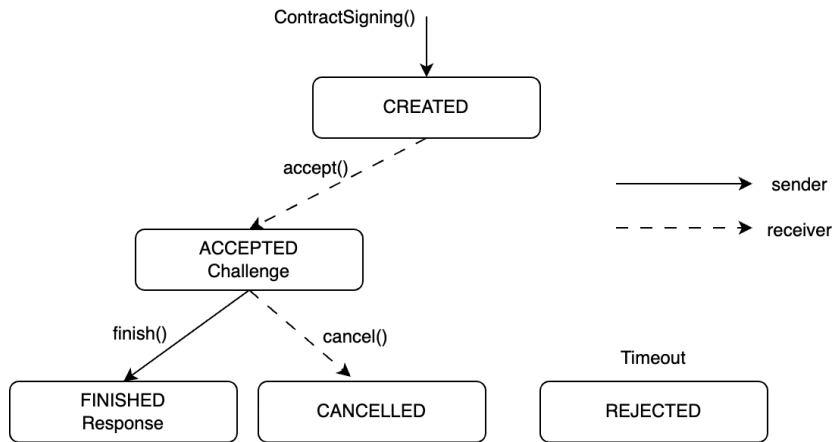 ContractSigning()
CREATED
accept()
sender
receiver
ACCEPTED
Challenge
finish()
cancel()
Timeout
FINISHED
Response
CANCELLED
REJECTED